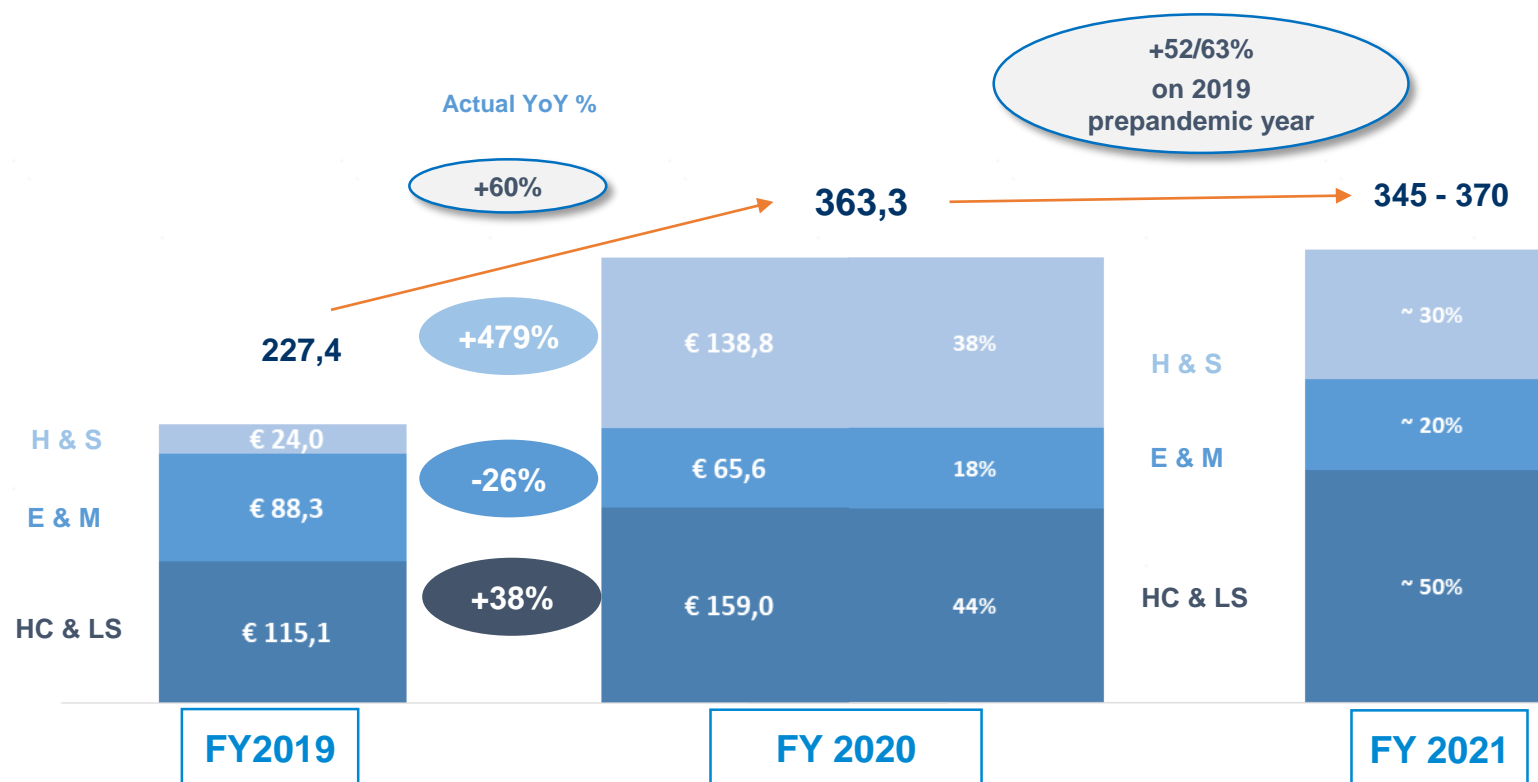 +52/63%
on 2019
prepandemic year
Actual YoY %
+60%
363,3
345 - 370
227,4
+479%
€ 138,8
38%
H & S
~ 30%
H & S
€ 24,0
-26%
€ 65,6
18%
E & M
~ 20%
E & M
€ 88,3
+38%
€ 159,0
44%
HC & LS
~ 50%
HC & LS
€ 115,1
FY2019
FY 2020
FY 2021